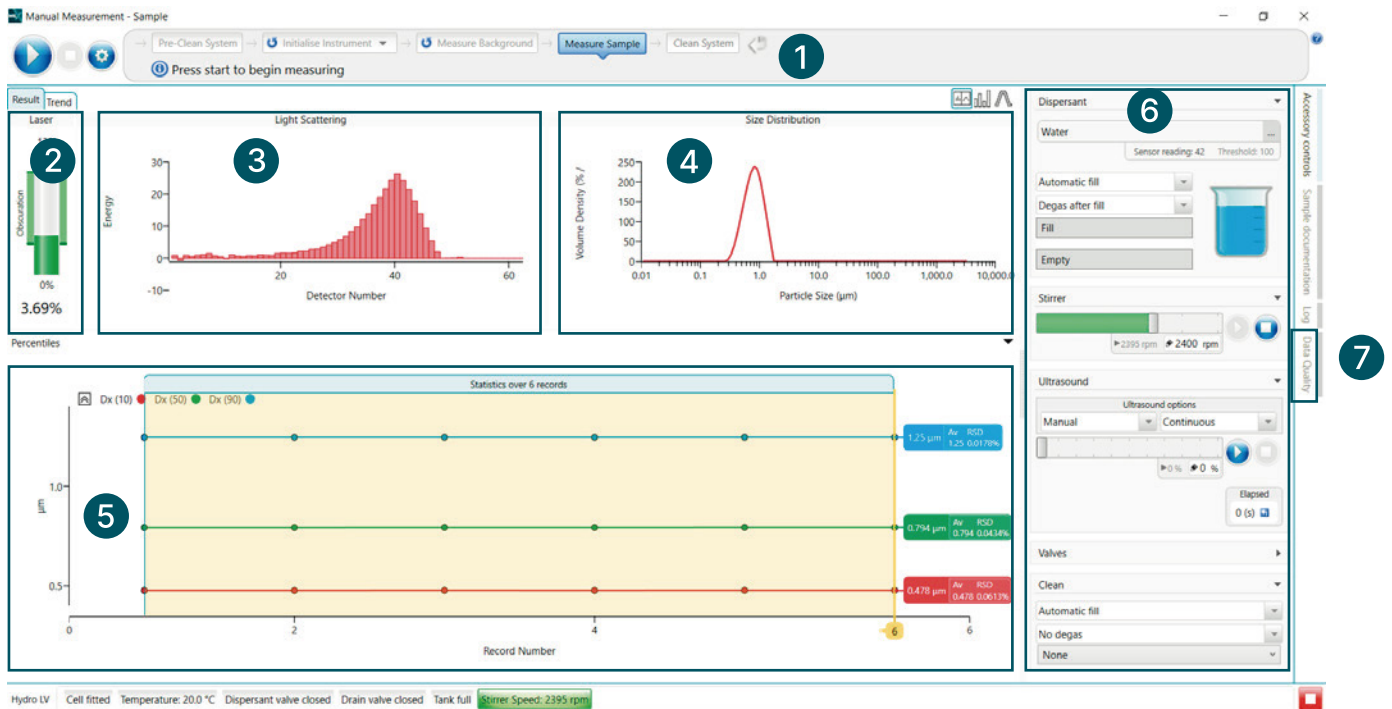 Manual Measurement - Sample
Pre-Clean System
Initialise Instrument
Measure Background
Measure Sample
Clean System
Press start to begin measuring
1
Result
Trend
Laser
2
Obscuration
0%
3.69%
Light Scattering
3
Energy
30
20
10
0
-10
20
40
60
Detector Number
Size Distribution
4
Volume Density (% /
250
200
150
100
50
0
0.01
0.1
1.0
10.0
100.0
1,000.0
10,000.0
Particle Size (µm)
Dispersant
6
Water
...
Sensor reading: 42 Threshold: 100
Automatic fill
Degas after fill
Fill
Empty
Stirrer
2395 rpm 2400 rpm
Ultrasound
Ultrasound options
Manual
Continuous
0 % 0 %
Elapsed
0 (s)
Valves
Clean
Automatic fill
No degas
None
Accessory controls
Sample documentation
Log
Data Quality
7
Percentiles
Statistics over 6 records
Dx (10) Dx (50) Dx (90)
5
µm
1.0
0.5
1.25 µm
Av RSD
1.25 0.0178%
0.794 µm
Av RSD
0.794 0.0434%
0.478 µm
Av RSD
0.478 0.0613%
0
2
4
6
6
Record Number
Hydro LV
Cell fitted
Temperature: 20.0 °C
Dispersant valve closed
Drain valve closed
Tank full
Stirrer Speed: 2395 rpm